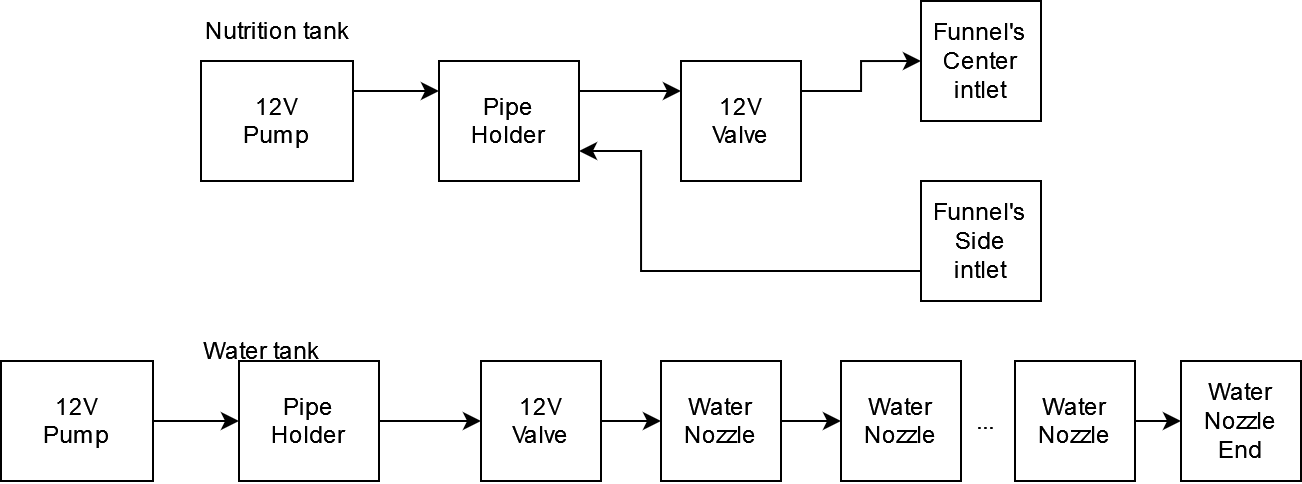 Nutrition tank
12V
Pump
Pipe
Holder
12V
Valve
Funnel's
Center
intlet
Funnel's
Side
intlet
Water tank
12V
Pump
Pipe
Holder
12V
Valve
Water
Nozzle
Water
Nozzle
...
Water
Nozzle
Water
Nozzle
End